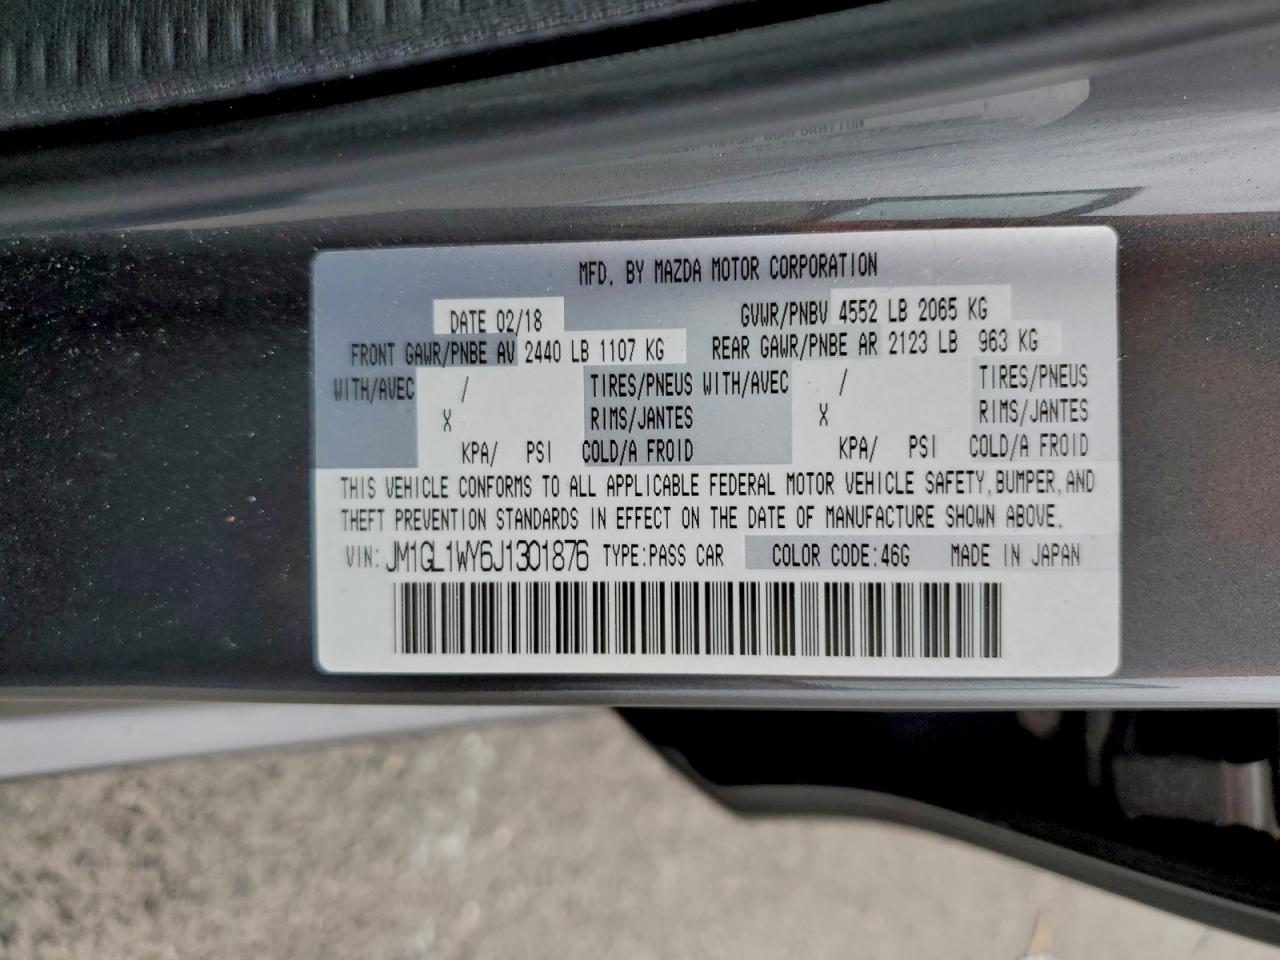 MFD. BY MAZDA MOTOR CORPORATION
DATE 02/18 GVWR/PNBV 4552 LB 2065 KG
FRONT GAWR/PNBE AV 2440 LB 1107 KG REAR GAWR/PNBE AR 2123 LB 963 KG
WITH/AVEC / TIRES/PNEUS WITH/AVEC / TIRES/PNEUS
X RIMS/JANTES X RIMS/JANTES
KPA/ PSI COLD/A FROID KPA/ PSI COLD/A FROID
THIS VEHICLE CONFORMS TO ALL APPLICABLE FEDERAL MOTOR VEHICLE SAFETY, BUMPER, AND
THEFT PREVENTION STANDARDS IN EFFECT ON THE DATE OF MANUFACTURE SHOWN ABOVE.
VIN: JM1GL1WY6J1301876 TYPE:PASS CAR COLOR CODE:46G MADE IN JAPAN